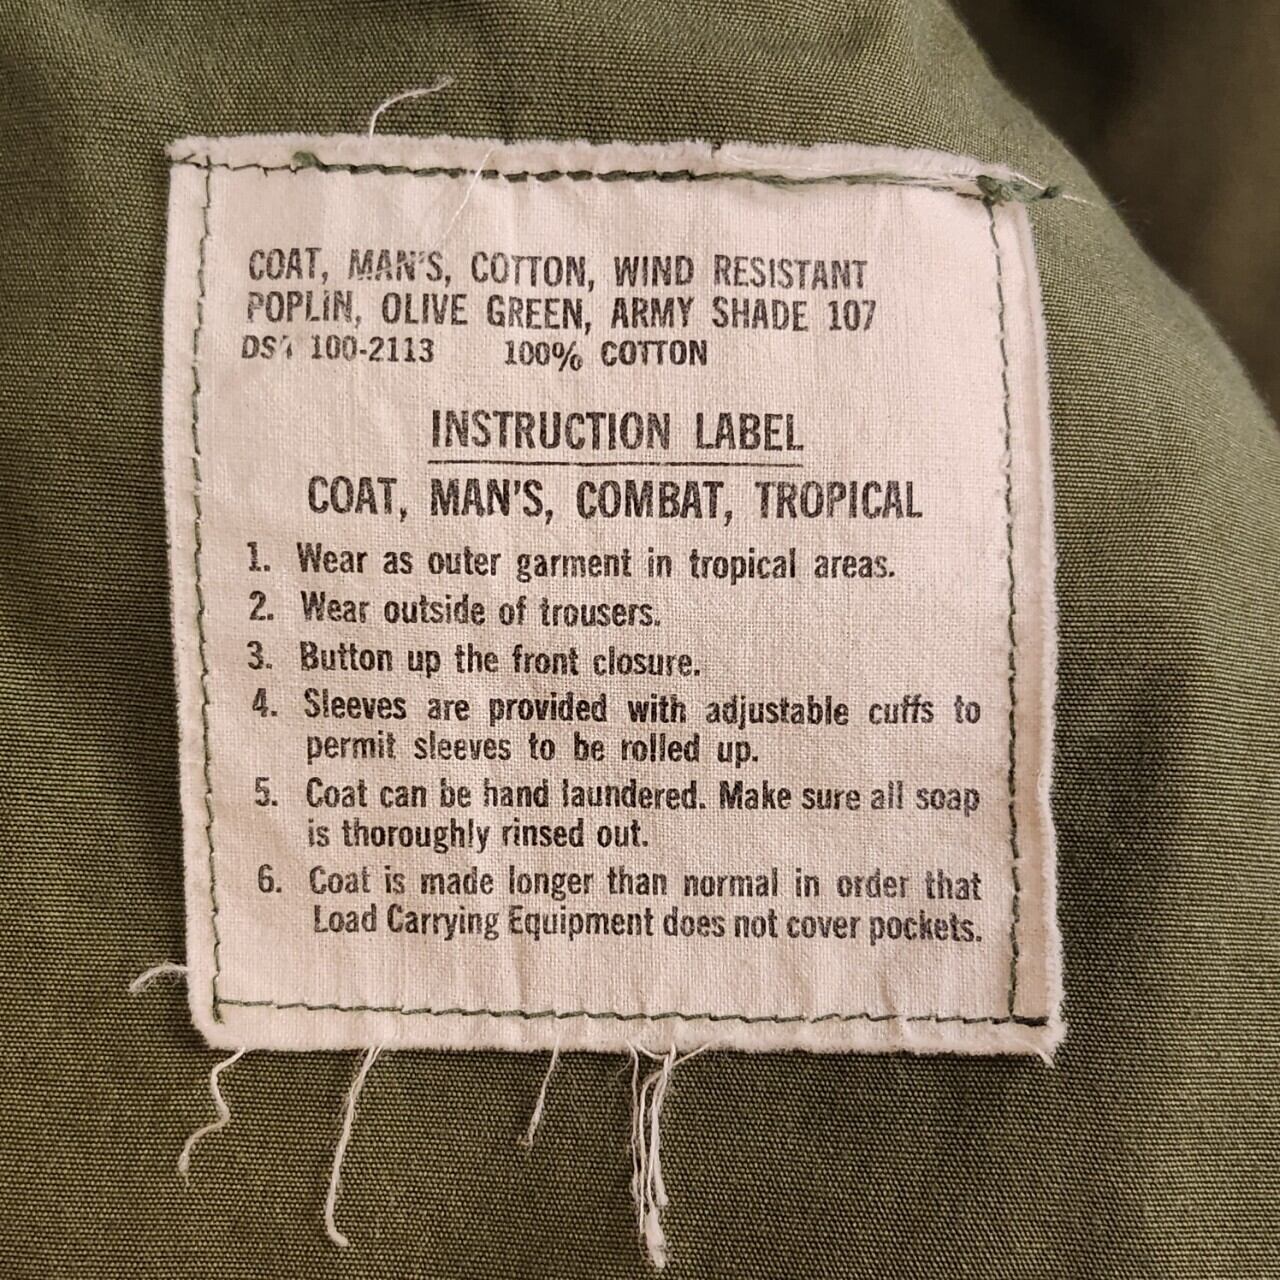 COAT, MAN'S, COTTON, WIND RESISTANT
POPLIN, OLIVE GREEN, ARMY SHADE 107
100-2113 100% COTTON
INSTRUCTION LABEL
COAT, MAN'S, COMBAT, TROPICAL
1. Wear as outer garment in tropical areas.
2. Wear outside of trousers.
3. Button up the front closure.
4. Sleeves are provided with adjustable cuffs to
permit sleeves to be rolled up.
5. Coat can be hand laundered. Make sure all soap
is thoroughly rinsed out.
6. Coat is made longer than normal in order that
Load Carrying Equipment does not cover pockets.